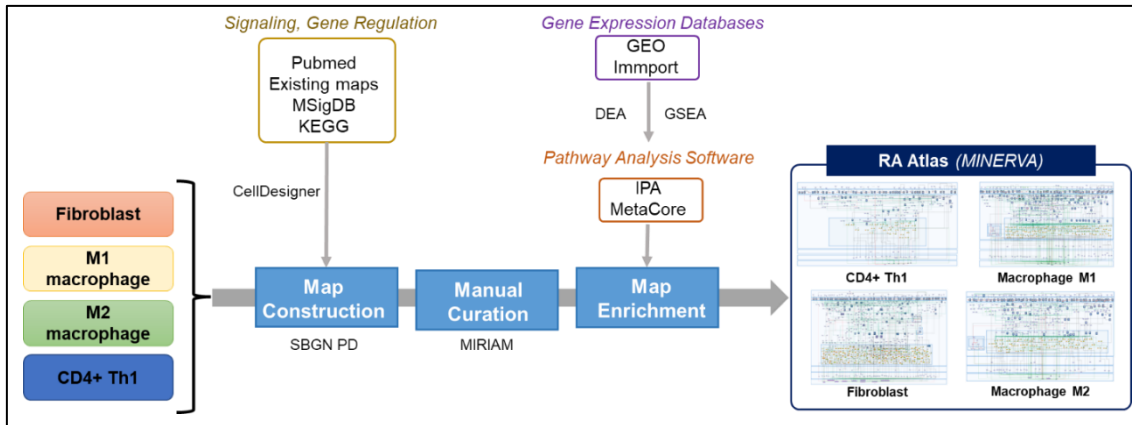 Signaling, Gene Regulation
Pubmed
Existing maps
MSigDB
KEGG
CellDesigner
Gene Expression Databases
GEO
Immport
DEA
GSEA
Pathway Analysis Software
IPA
MetaCore
Fibroblast
M1
macrophage
M2
macrophage
CD4+ Th1
Map
Construction
SBGN PD
Manual
Curation
MIRIAM
Map
Enrichment
RA Atlas (MINERVA)
CD4+ Th1
Macrophage M1
Fibroblast
Macrophage M2